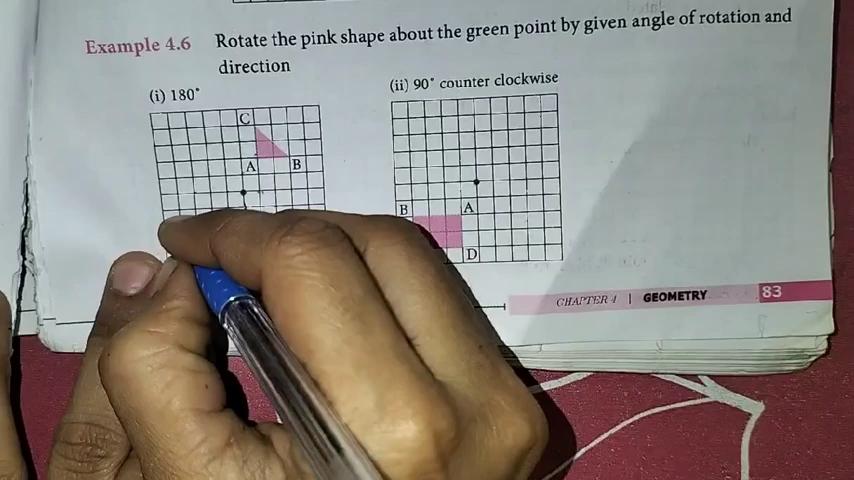 Example 4.6 Rotate the pink shape about the green point by given angle of rotation and
direction
(i) 180°
(ii) 90° counter clockwise
C
A B
B A
D
CHAPTER 4 | GEOMETRY 83